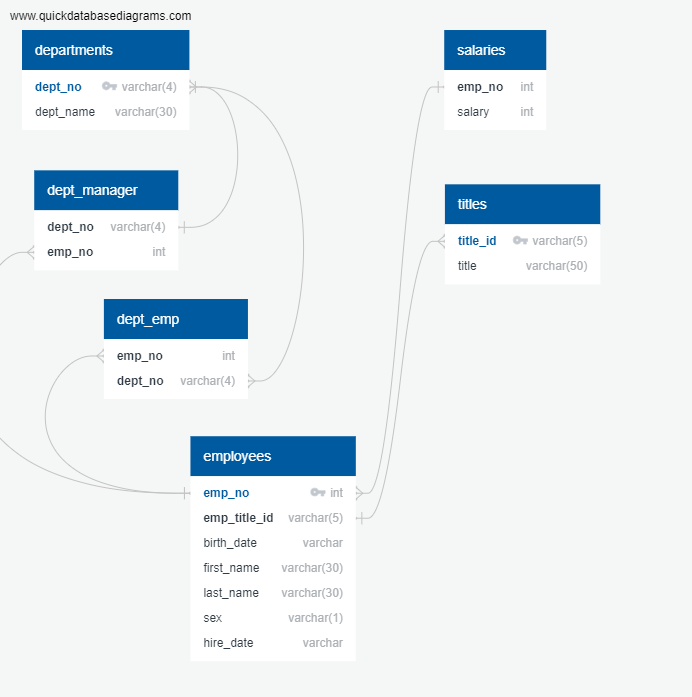 www.quickdatabasediagrams.com
departments
dept_no varchar(4)
dept_name varchar(30)
salaries
emp_no int
salary int
dept_manager
dept_no varchar(4)
emp_no int
titles
title_id varchar(5)
title varchar(50)
dept_emp
emp_no int
dept_no varchar(4)
employees
emp_no int
emp_title_id varchar(5)
birth_date varchar
first_name varchar(30)
last_name varchar(30)
sex varchar(1)
hire_date varchar